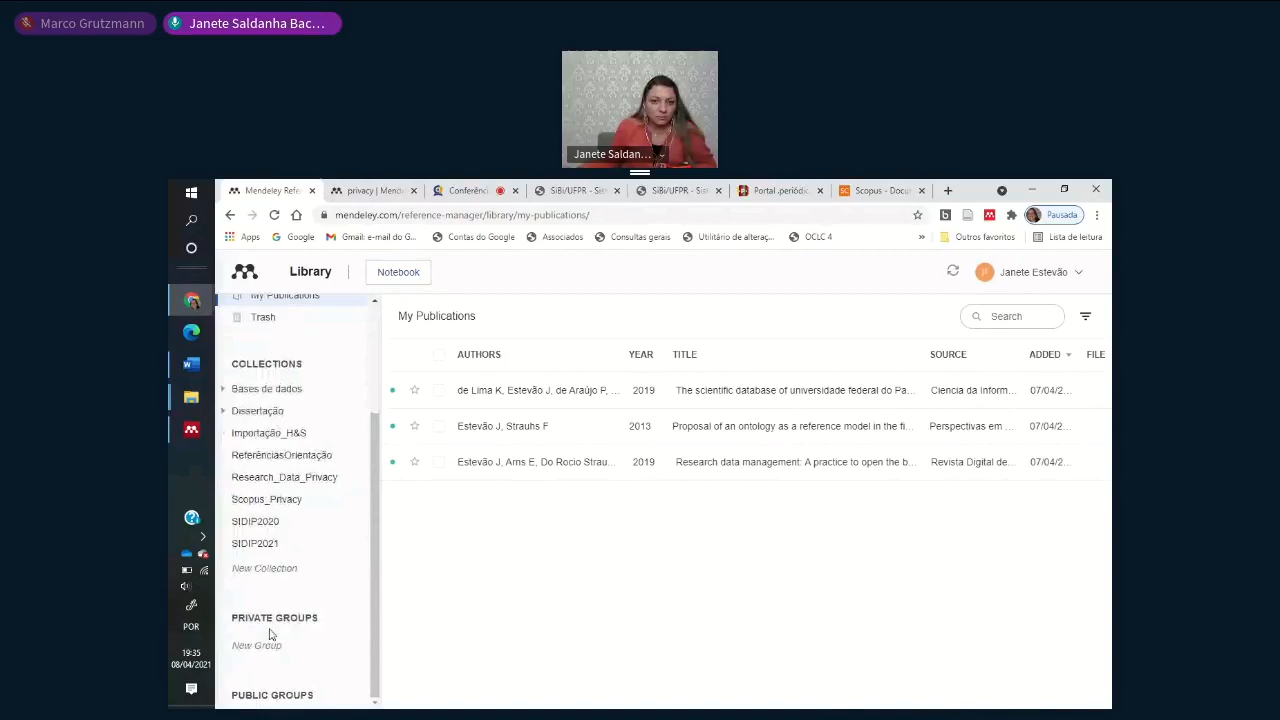 Marco Grutzmann
Janete Saldanha Bac...
Janete Saldan...
Mendeley Refe
privacy | Mende
Conferênci
SiBi/UFPR - Sist
SiBi/UFPR - Sist
Portal .periódic
Scopus - Docu
mendeley.com/reference-manager/library/my-publications/
Pausada
Apps
Google
Gmail: e-mail do G...
Contas do Google
Associados
Consultas gerais
Utilitário de alteraç...
OCLC 4
»
Outros favoritos
Lista de leitura
Library
Notebook
Janete Estevão
My Publications
Trash
My Publications
Search
COLLECTIONS
AUTHORS YEAR TITLE SOURCE ADDED FILE
Bases de dados
Dissertação
Importação_H&S
ReferênciasOrientação
Research_Data_Privacy
Scopus_Privacy
SIDIP2020
SIDIP2021
New Collection
de Lima K, Estevão J, de Araújo P, ... 2019 The scientific database of universidade federal do Pa... Ciencia da Inform... 07/04/2...
Estevão J, Strauhs F 2013 Proposal of an ontology as a reference model in the fi... Perspectivas em ... 07/04/2...
Estevão J, Arns E, Do Rocio Strau... 2019 Research data management: A practice to open the b... Revista Digital de... 07/04/2...
PRIVATE GROUPS
New Group
PUBLIC GROUPS
POR
19:35
08/04/2021